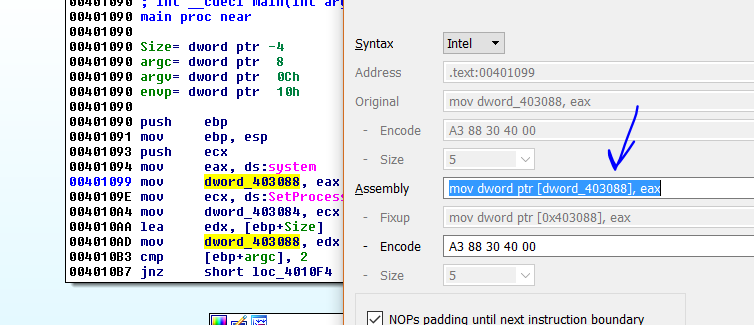 ; int __cdecl main(int ar
00401090 main proc near
00401090
00401090 Size= dword ptr -4
00401090 argc= dword ptr  8
00401090 argv= dword ptr  0Ch
00401090 envp= dword ptr  10h
00401090
00401090 push    ebp
00401091 mov     ebp, esp
00401093 push    ecx
00401094 mov     eax, ds:system
00401099 mov     dword_403088, eax
0040109E mov     ecx, ds:SetProcess
004010A4 mov     dword_403084, ecx
004010AA lea     edx, [ebp+Size]
004010AD mov     dword_403088, edx
004010B3 cmp     [ebp+argc], 2
004010B7 jnz     short loc_4010F4
Syntax Intel
Address .text:00401099
Original mov dword_403088, eax
- Encode A3 88 30 40 00
- Size 5
Assembly mov dword ptr [dword_403088], eax
- Fixup mov dword ptr [0x403088], eax
- Encode A3 88 30 40 00
- Size 5
NOPs padding until next instruction boundary